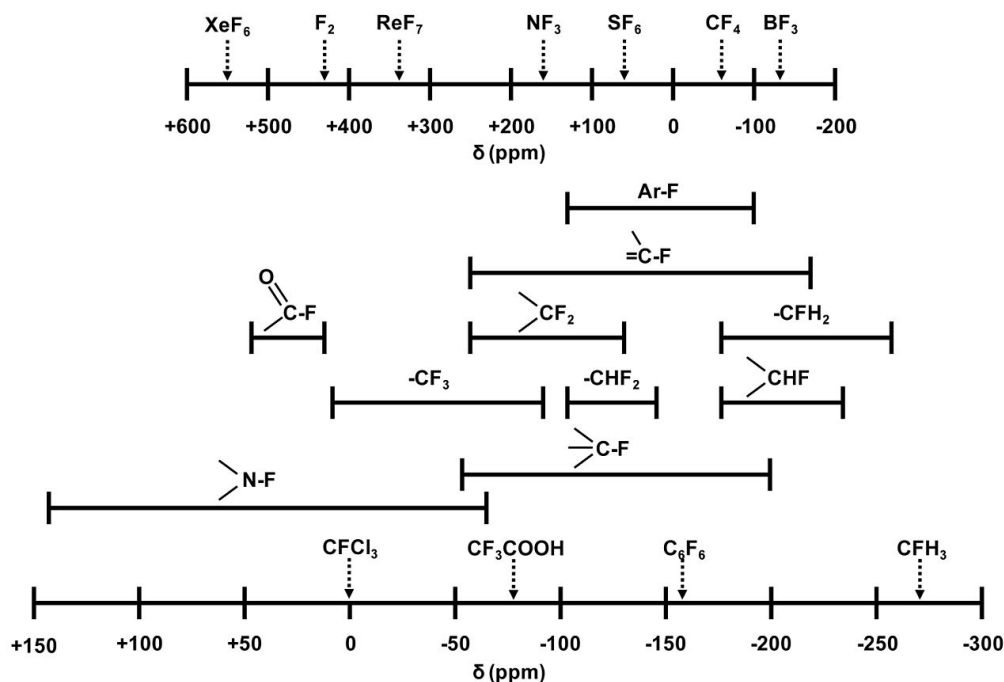 XeF₆ F₂ ReF₇ NF₃ SF₆ CF₄ BF₃
+600 +500 +400 +300 +200 +100 0 -100 -200
δ (ppm)
Ar-F
=C-F
O
C-F CF₂ -CFH₂
-CF₃ -CHF₂ CHF
C-F
N-F
CFCl₃ CF₃COOH C₆F₆ CFH₃
+150 +100 +50 0 -50 -100 -150 -200 -250 -300
δ (ppm)